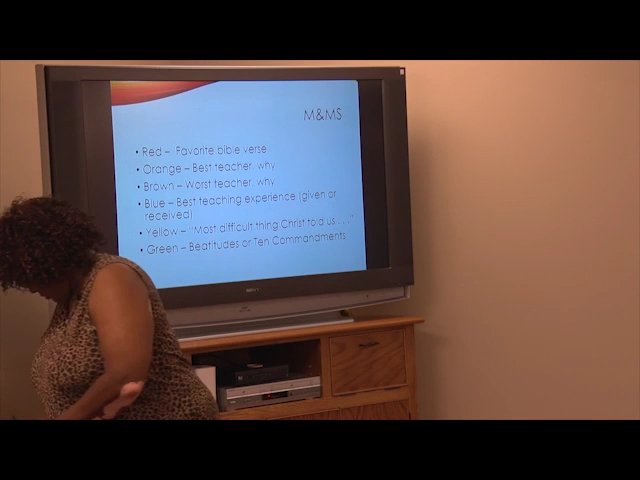 M&MS
• Red – Favorite bible verse
• Orange – Best teacher, why
• Brown – Worst teacher, why
• Blue – Best teaching experience (given or
received)
• Yellow – "Most difficult thing Christ told us . . ."
• Green – Beatitudes or Ten Commandments
SONY